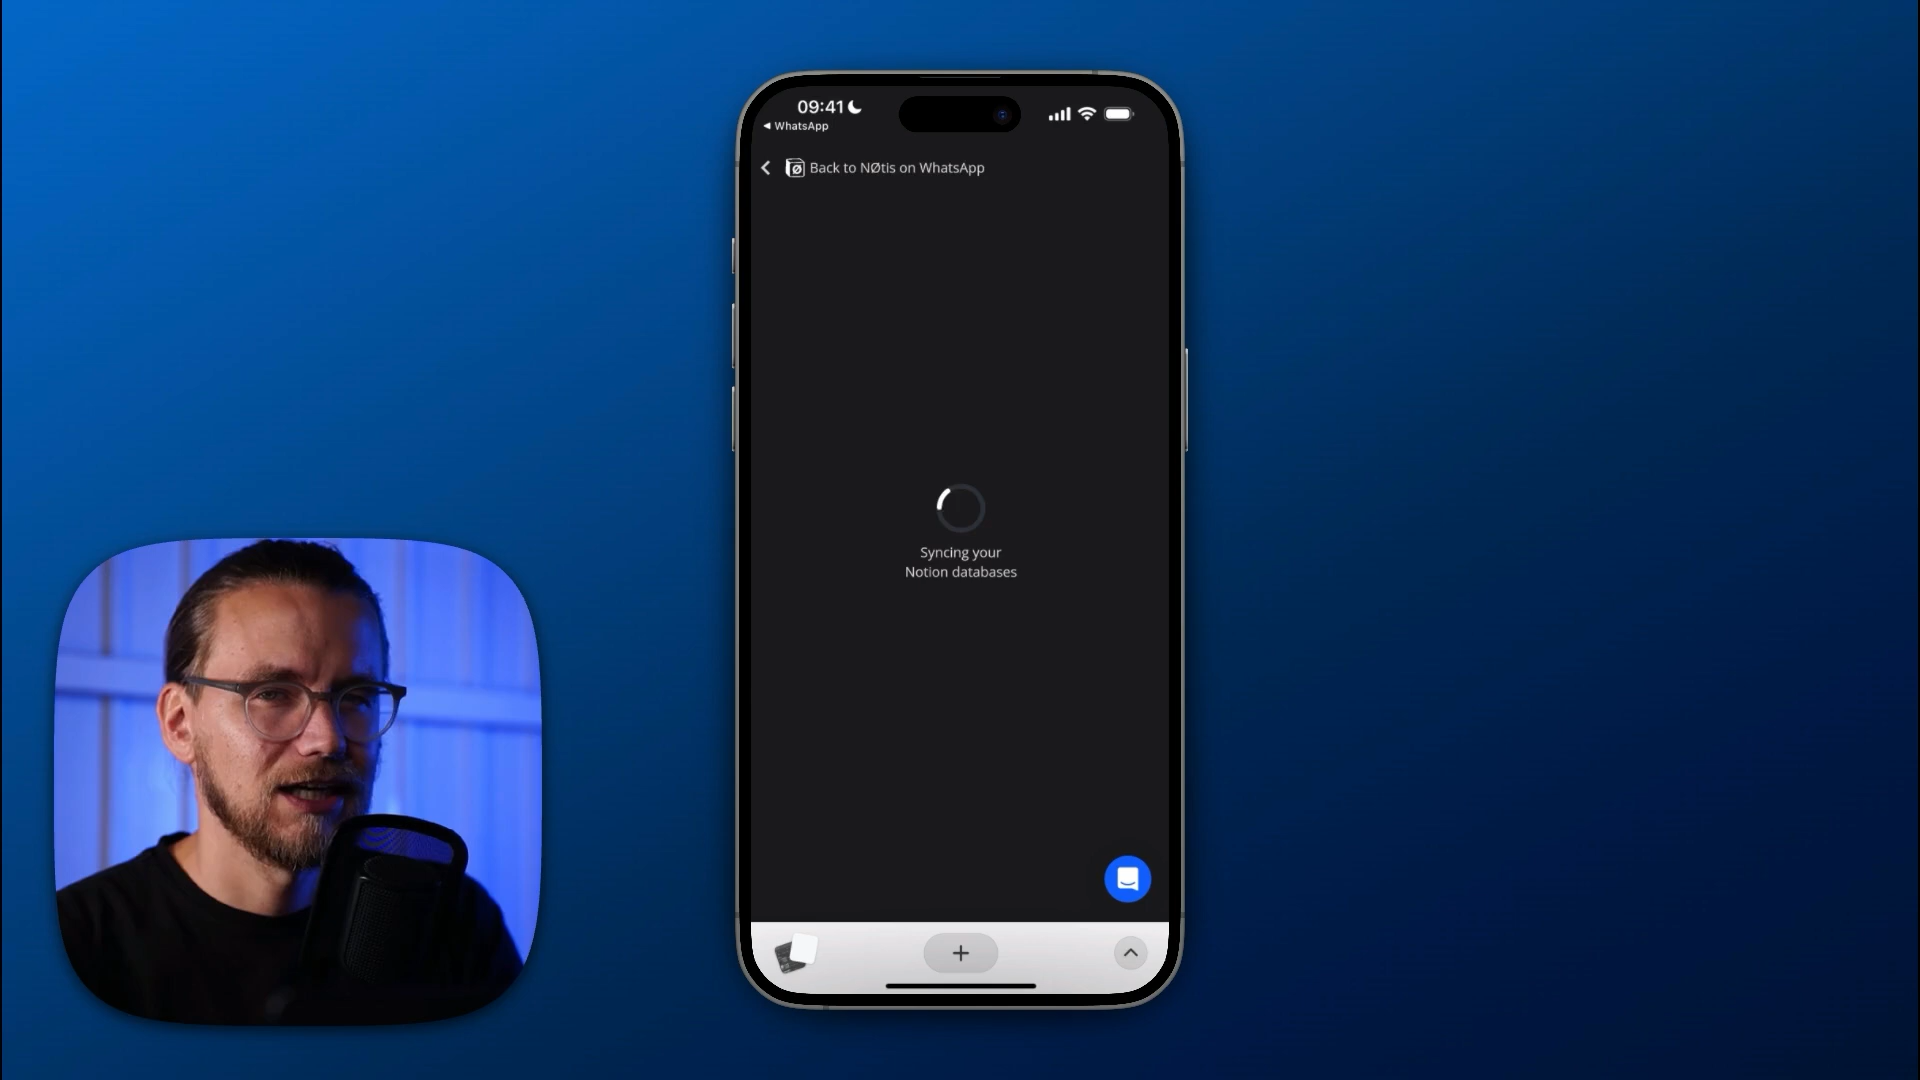 09:41
WhatsApp
Back to NØtis on WhatsApp
Syncing your
Notion databases